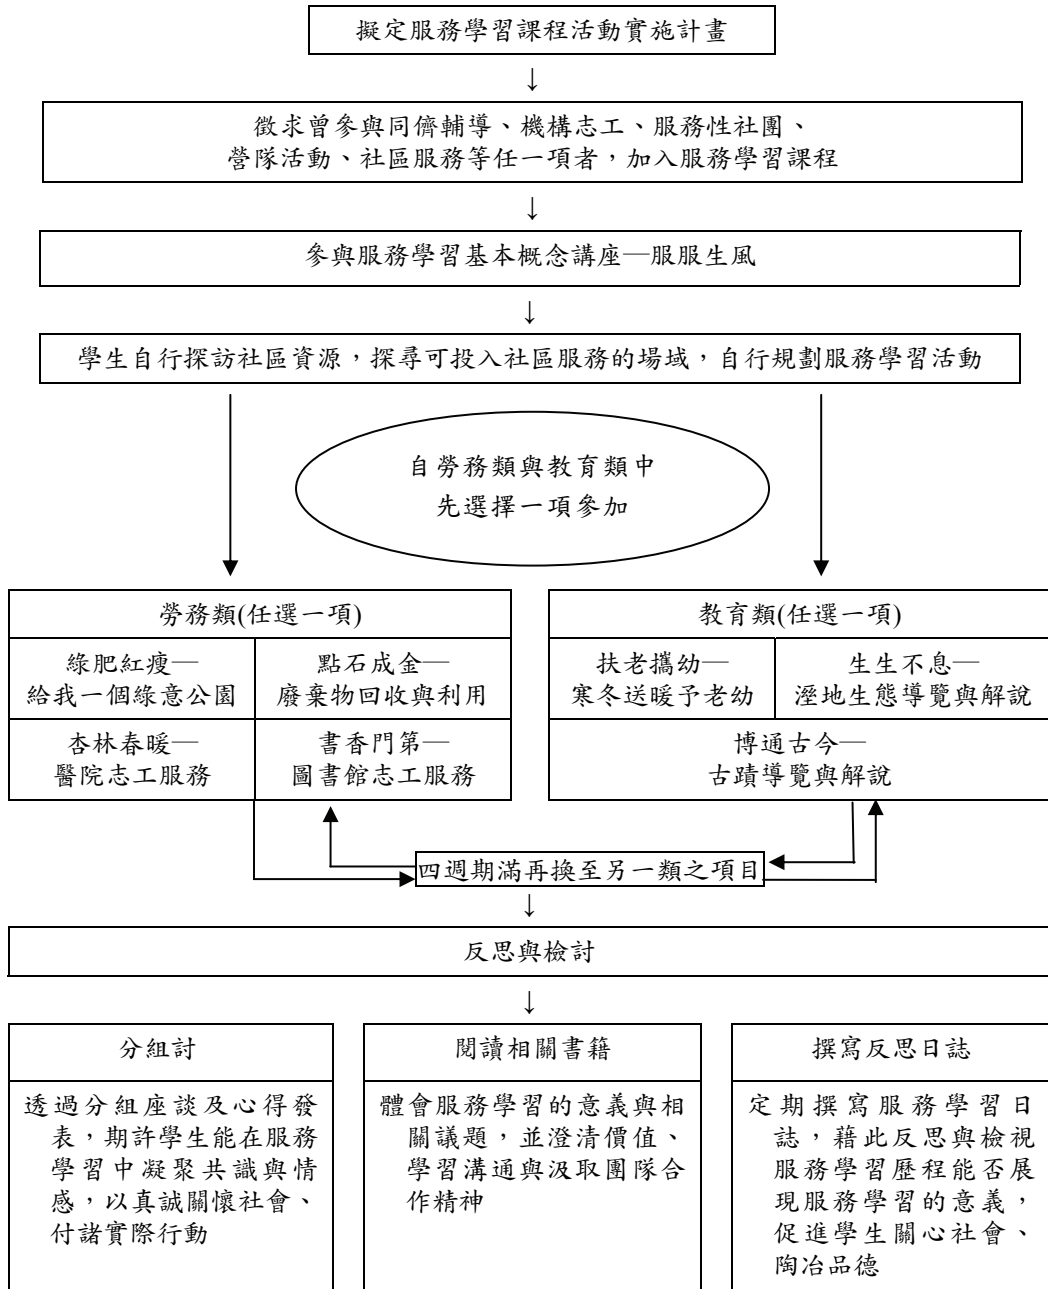 擬定服務學習課程活動實施計畫
↓
徵求曾參與同儕輔導、機構志工、服務性社團、
營隊活動、社區服務等任一項者，加入服務學習課程
↓
參與服務學習基本概念講座—服服生風
↓
學生自行探訪社區資源，探尋可投入社區服務的場域，自行規劃服務學習活動
自勞務類與教育類中
先選擇一項參加
勞務類(任選一項)
綠肥紅瘦—
給我一個綠意公園
點石成金—
廢棄物回收與利用
杏林春暖—
醫院志工服務
書香門第—
圖書館志工服務
教育類(任選一項)
扶老攜幼—
寒冬送暖予老幼
生生不息—
溼地生態導覽與解說
博通古今—
古蹟導覽與解說
四週期滿再換至另一類之項目
↓
反思與檢討
↓
分組討
透過分組座談及心得發
表，期許學生能在服務
學習中凝聚共識與情
感，以真誠關懷社會、
付諸實際行動
閱讀相關書籍
體會服務學習的意義與相
關議題，並澄清價值、
學習溝通與汲取團隊合
作精神
撰寫反思日誌
定期撰寫服務學習日
誌，藉此反思與檢視
服務學習歷程能否展
現服務學習的意義，
促進學生關心社會、
陶冶品德